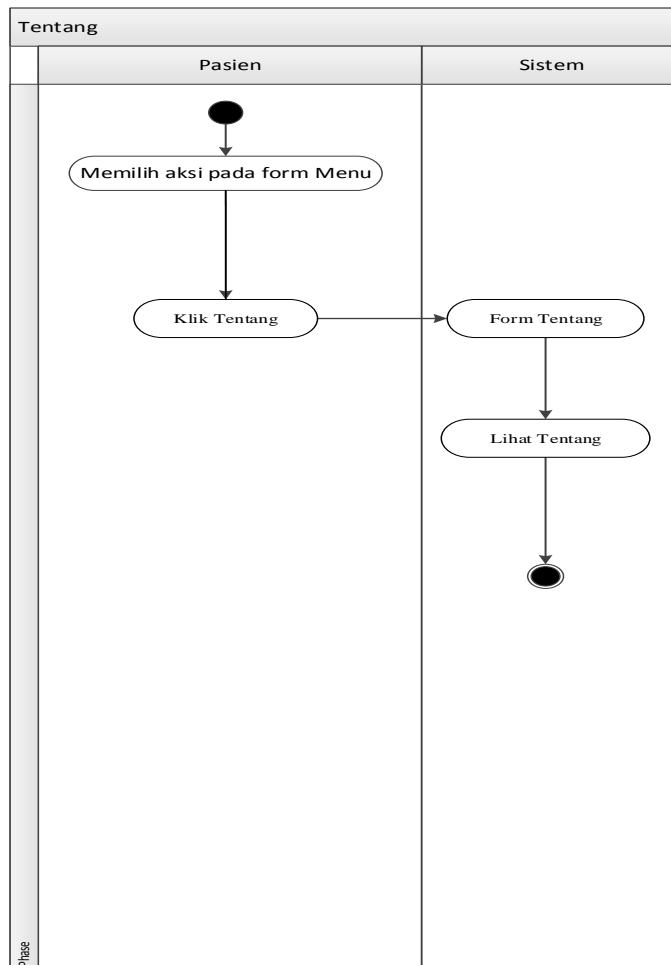 Tentang
Pasien
Sistem
Memilih aksi pada form Menu
Klik Tentang
Form Tentang
Lihat Tentang
Phase